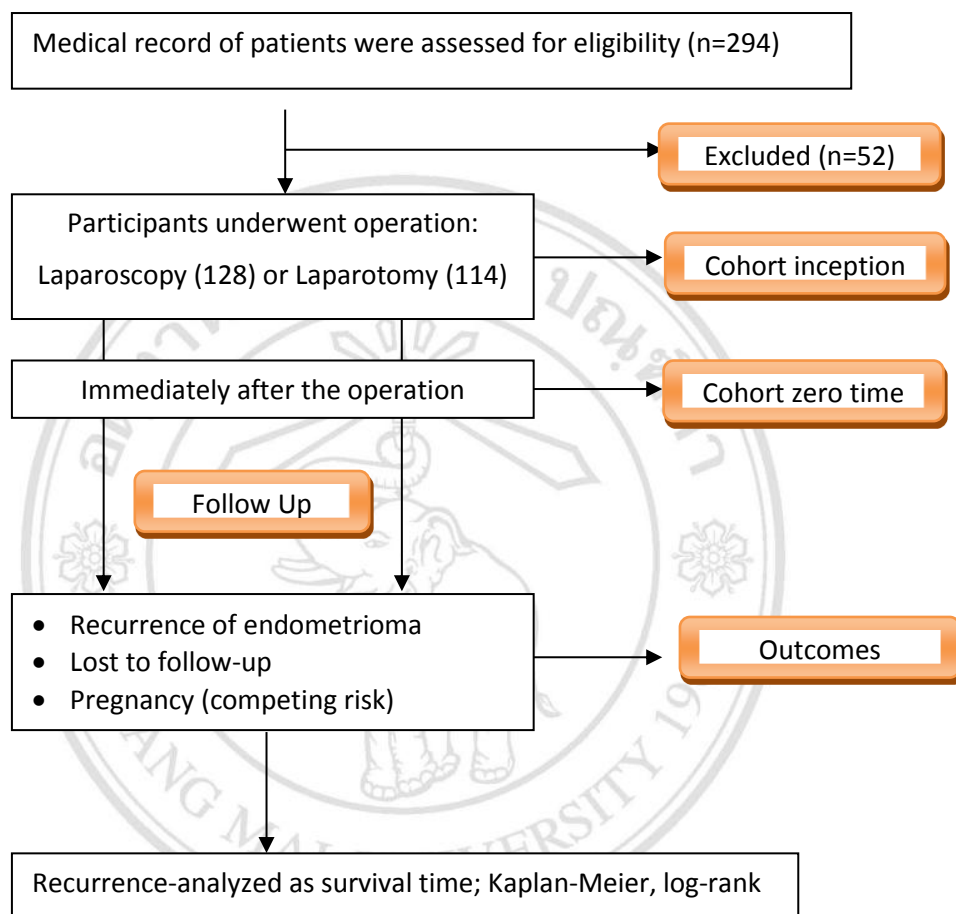 Medical record of patients were assessed for eligibility (n=294)
Excluded (n=52)
Participants underwent operation:
Laparoscopy (128) or Laparotomy (114)
Cohort inception
Immediately after the operation
Cohort zero time
Follow Up
• Recurrence of endometrioma
• Lost to follow-up
• Pregnancy (competing risk)
Outcomes
Recurrence-analyzed as survival time; Kaplan-Meier, log-rank